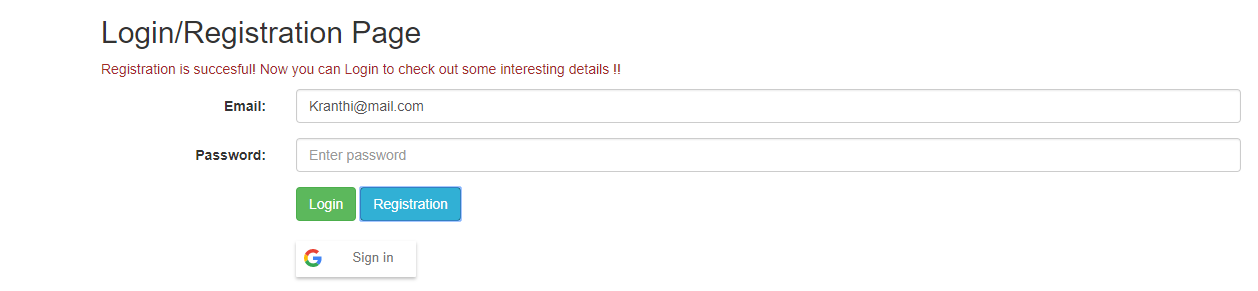 Login/Registration Page
Registration is succesful! Now you can Login to check out some interesting details !!
Email: Kranthi@mail.com
Password: Enter password
Login Registration
Sign in